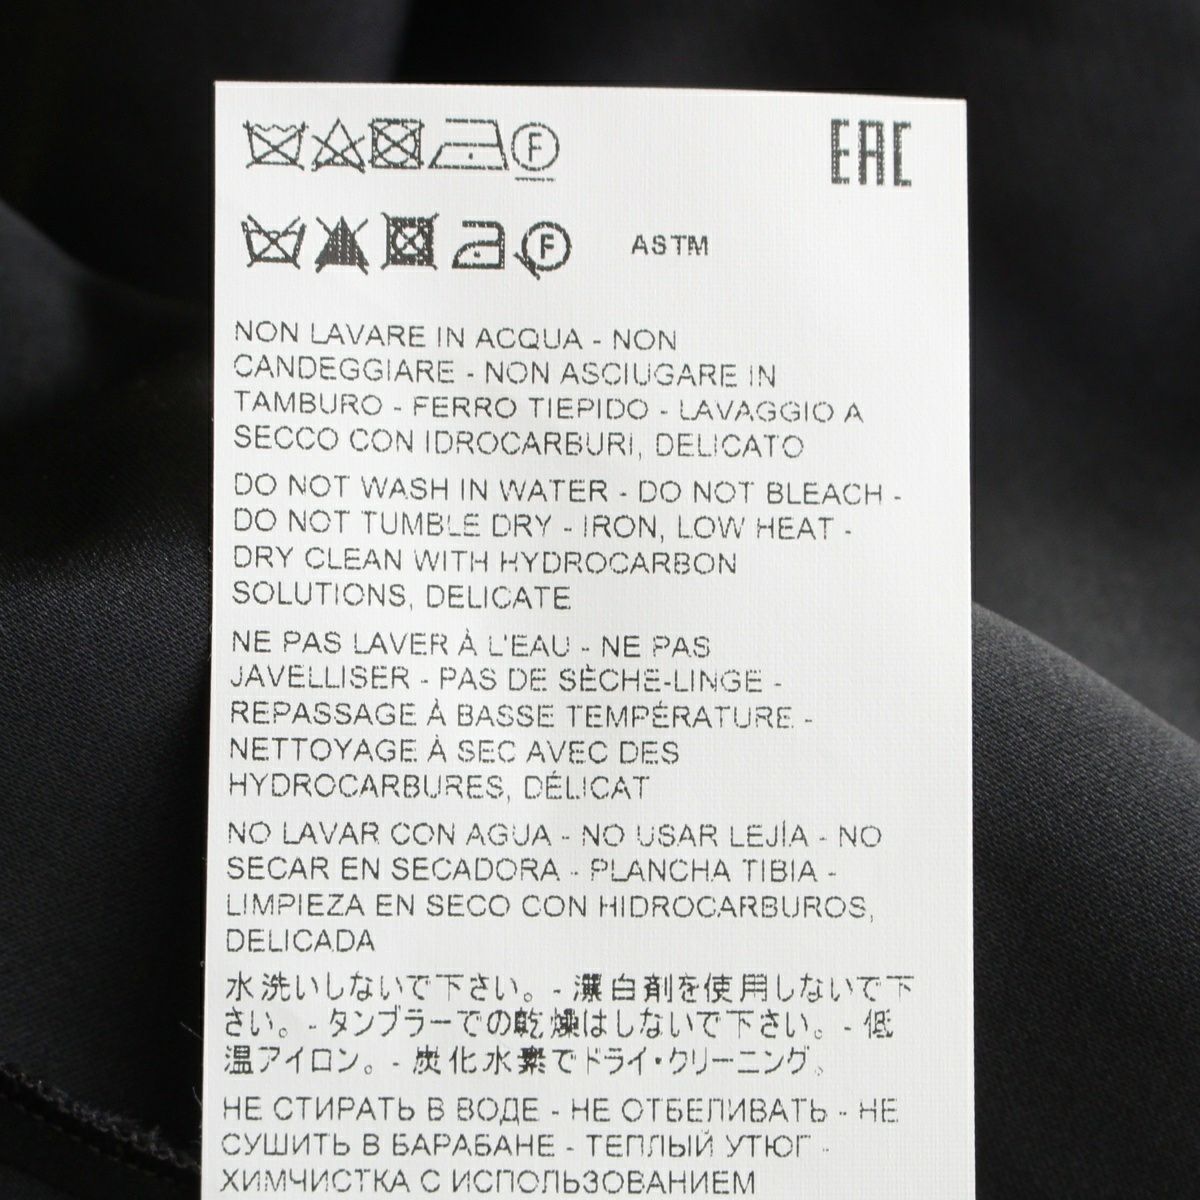 F
EAC
F ASTM
NON LAVARE IN ACQUA - NON
CANDEGGIARE - NON ASCIUGARE IN
TAMBURO - FERRO TIEPIDO - LAVAGGIO A
SECCO CON IDROCARBURI, DELICATO
DO NOT WASH IN WATER - DO NOT BLEACH -
DO NOT TUMBLE DRY - IRON, LOW HEAT -
DRY CLEAN WITH HYDROCARBON
SOLUTIONS, DELICATE
NE PAS LAVER À L'EAU - NE PAS
JAVELLISER - PAS DE SÈCHE-LINGE -
REPASSAGE À BASSE TEMPÉRATURE -
NETTOYAGE À SEC AVEC DES
HYDROCARBURES, DÉLICAT
NO LAVAR CON AGUA - NO USAR LEJÍA - NO
SECAR EN SECADORA - PLANCHA TIBIA -
LIMPIEZA EN SECO CON HIDROCARBUROS,
DELICADA
水洗いしないで下さい。- 漂白剤を使用しないで下
さい。- タンブラーでの乾燥はしないで下さい。- 低
温アイロン。- 炭化水素でドライ・クリーニング。
НЕ СТИРАТЬ В ВОДЕ - НЕ ОТБЕЛИВАТЬ - НЕ
СУШИТЬ В БАРАБАНЕ - ТЕПЛЫЙ УТЮГ -
ХИМЧИСТКА С ИСПОЛЬЗОВАНИЕМ